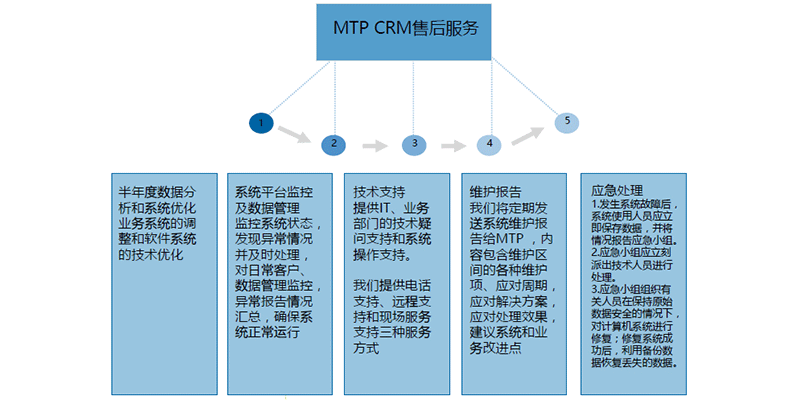 MTP CRM售后服务
1
2
3
4
5
半年度数据分
析和系统优化
业务系统的调
整和软件系统
的技术优化
系统平台监控
及数据管理
监控系统状态，
发现异常情况
并及时处理，
对日常客户、
数据管理监控，
异常报告情况
汇总，确保系
统正常运行
技术支持
提供IT、业务
部门的技术疑
问支持和系统
操作支持。
我们提供电话
支持、远程支
持和现场服务
支持三种服务
方式
维护报告
我们将定期发
送系统维护报
告给MTP ，内
容包含维护区
间的各种维护
项、应对周期，
应对解决方案，
应对处理效果，
建议系统和业
务改进点
应急处理
1.发生系统故障后，
系统使用人员应立
即保存数据，并将
情况报告应急小组。
2.应急小组应立刻
派出技术人员进行
处理。
3.应急小组组织有
关人员在保持原始
数据安全的情况下，
对计算机系统进行
修复；修复系统成
功后，利用备份数
据恢复丢失的数据。